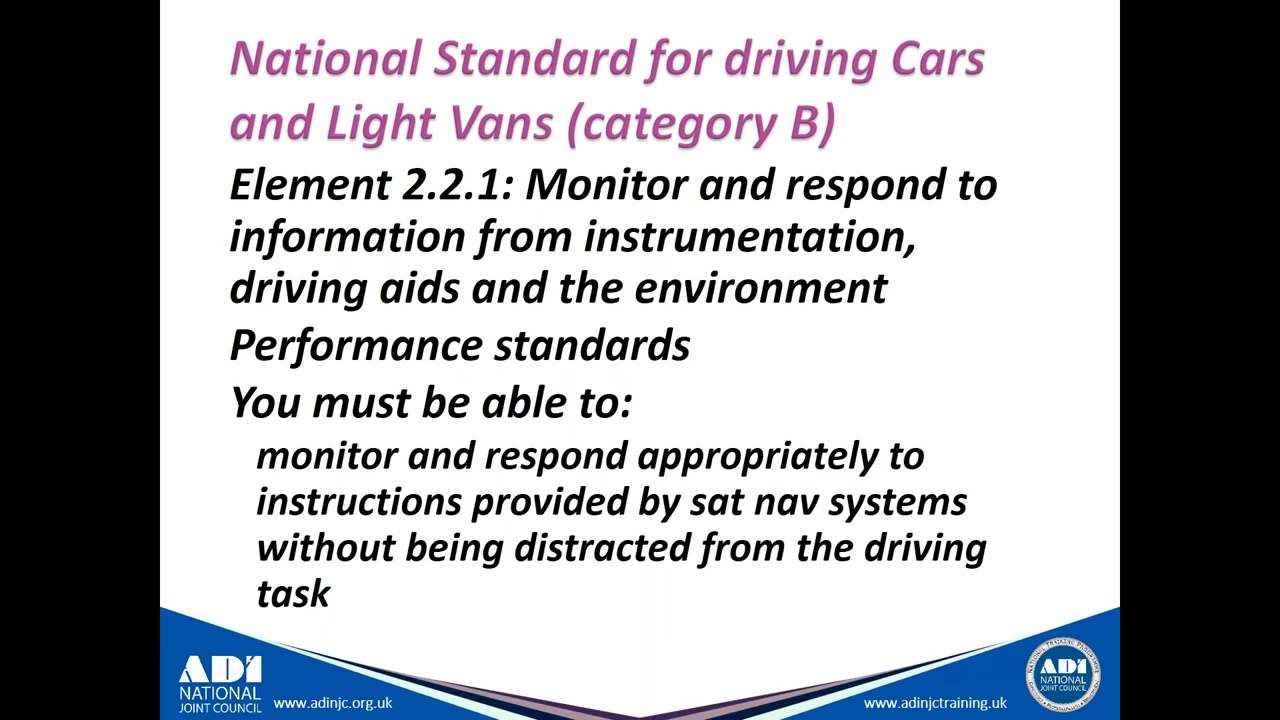 National Standard for driving Cars
and Light Vans (category B)
Element 2.2.1: Monitor and respond to
information from instrumentation,
driving aids and the environment
Performance standards
You must be able to:
monitor and respond appropriately to
instructions provided by sat nav systems
without being distracted from the driving
task
ADI
NATIONAL
JOINT COUNCIL
www.adinjc.org.uk
www.adinjctraining.uk
NATIONAL TRAINING PROGRAMME
ADI
NATIONAL
JOINT COUNCIL